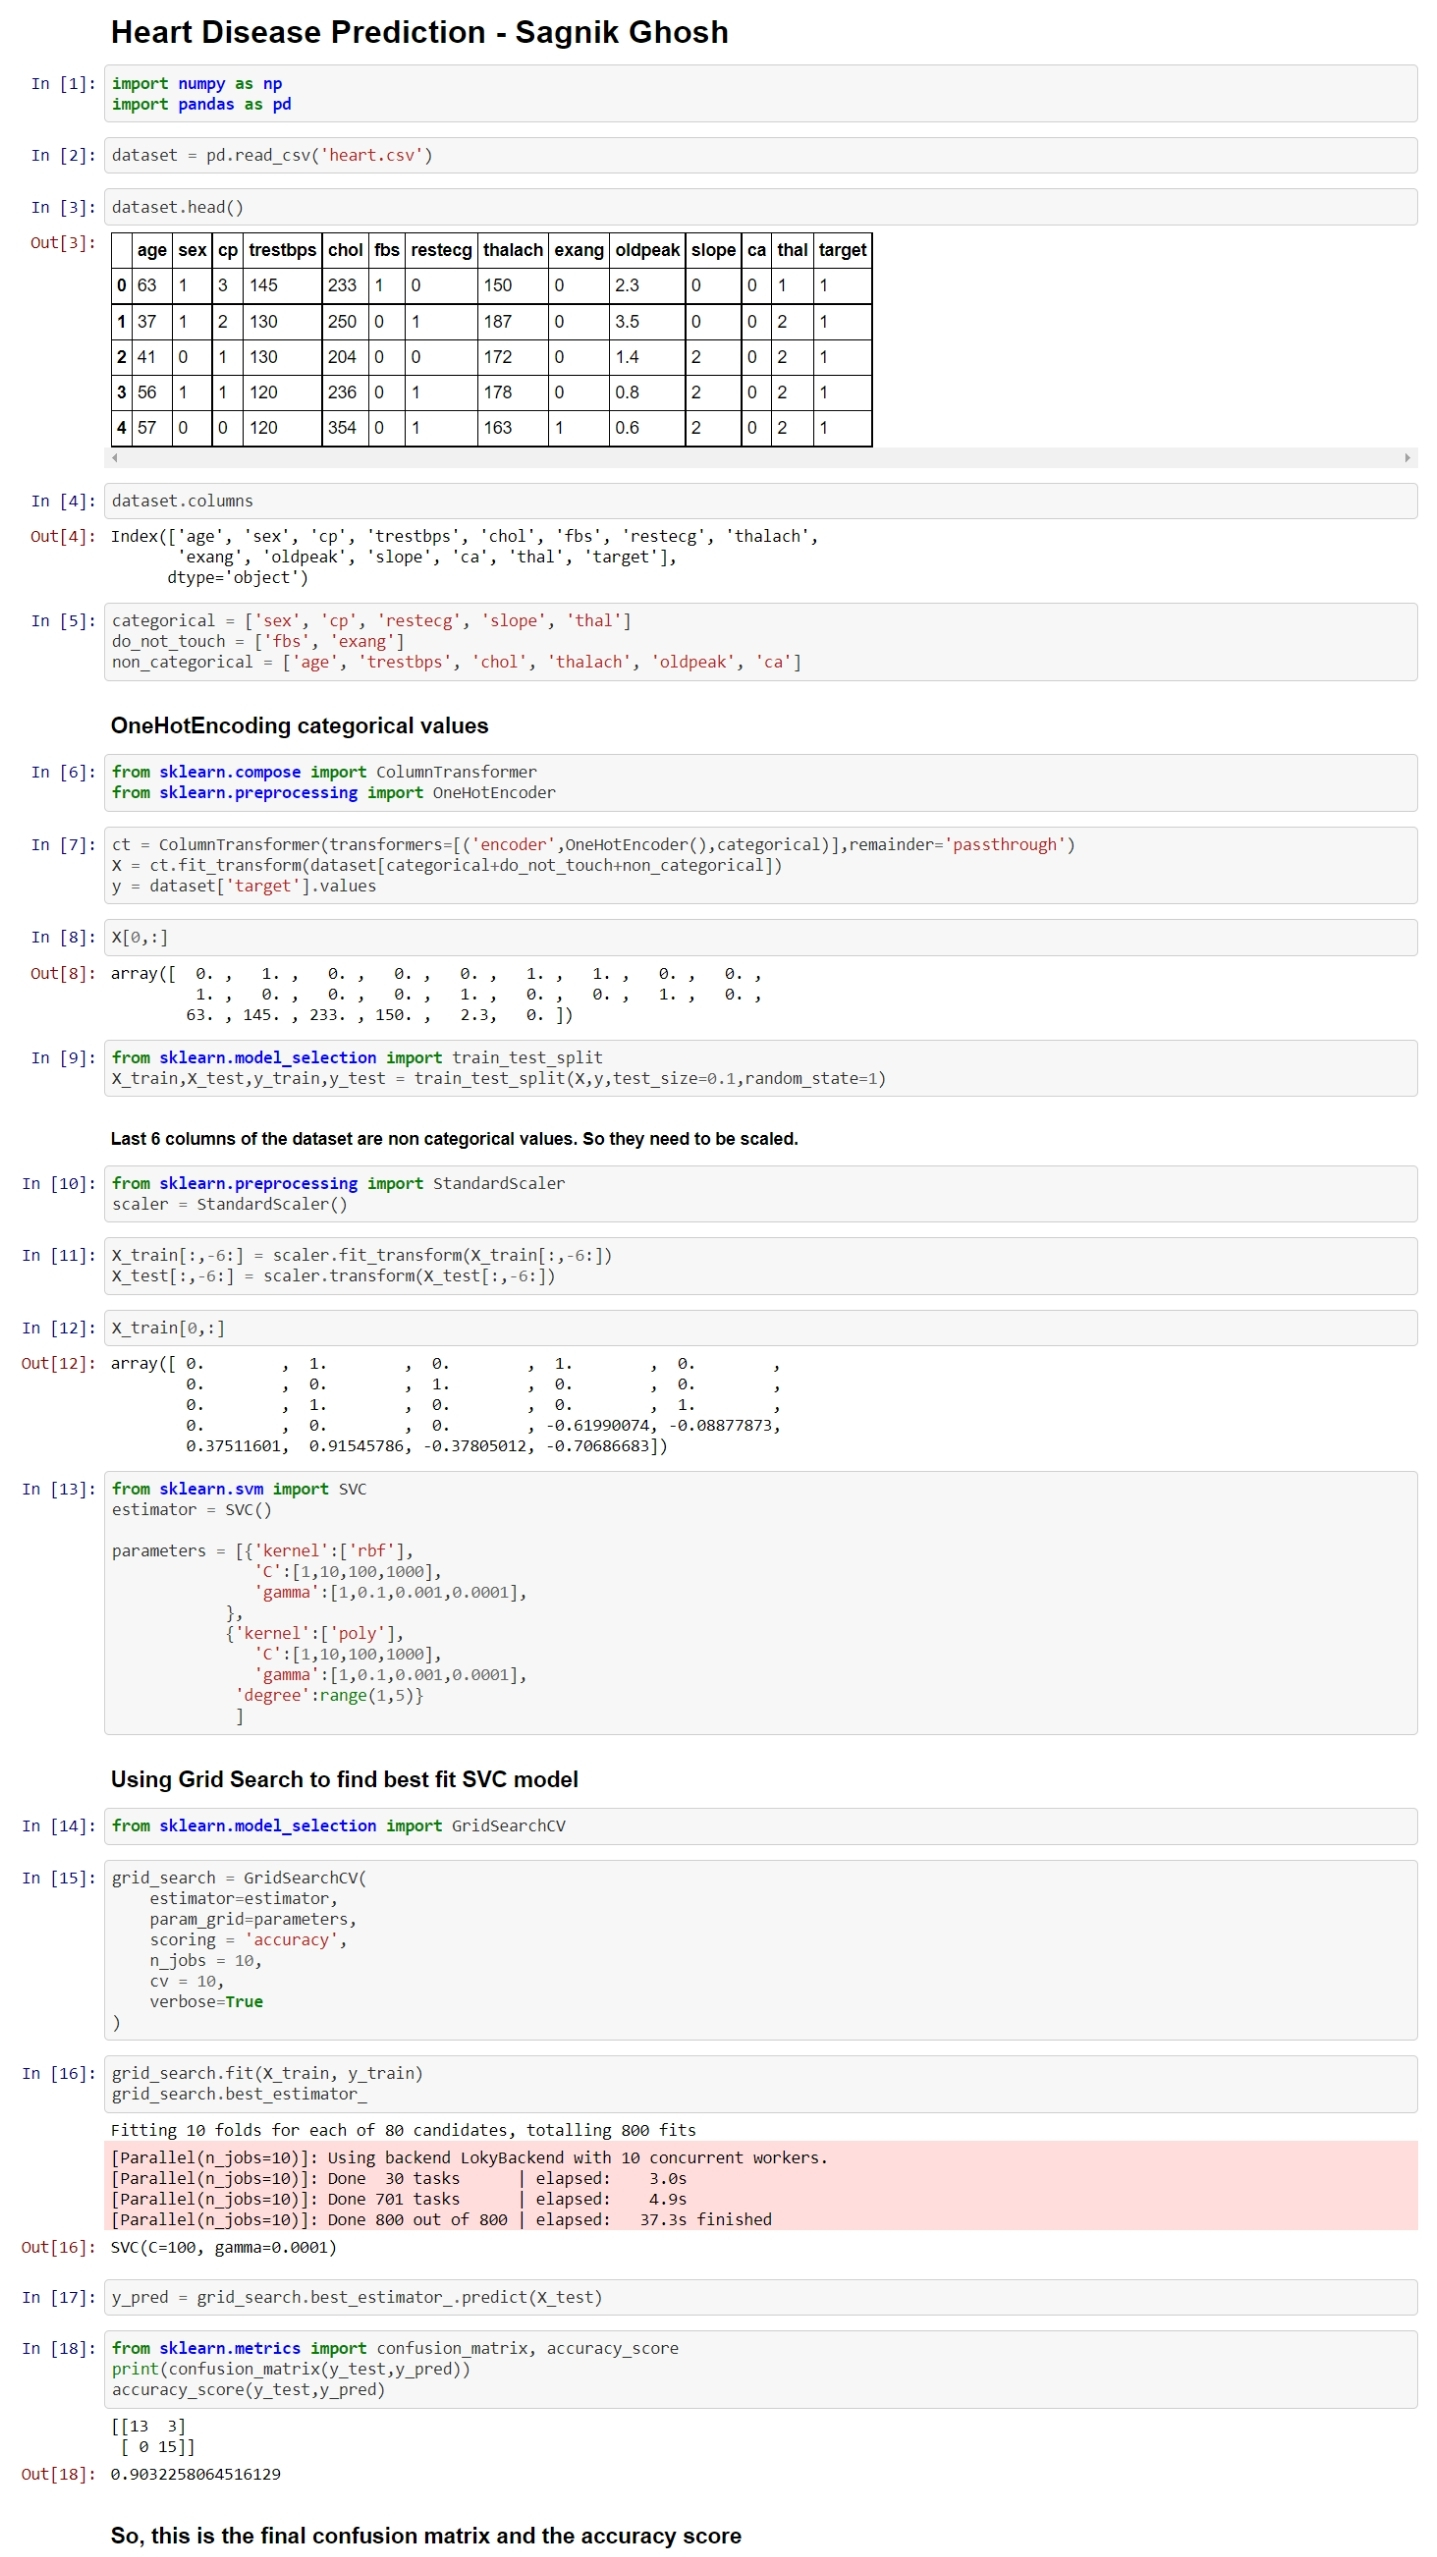 Heart Disease Prediction - Sagnik Ghosh
In [1]: import numpy as np
import pandas as pd
In [2]: dataset = pd.read_csv('heart.csv')
In [3]: dataset.head()
Out[3]: age sex cp trestbps chol fbs restecg thalach exang oldpeak slope ca thal target
0 63 1 3 145 233 1 0 150 0 2.3 0 0 1 1
1 37 1 2 130 250 0 1 187 0 3.5 0 0 2 1
2 41 0 1 130 204 0 0 172 0 1.4 2 0 2 1
3 56 1 1 120 236 0 1 178 0 0.8 2 0 2 1
4 57 0 0 120 354 0 1 163 1 0.6 2 0 2 1
In [4]: dataset.columns
Out[4]: Index(['age', 'sex', 'cp', 'trestbps', 'chol', 'fbs', 'restecg', 'thalach',
       'exang', 'oldpeak', 'slope', 'ca', 'thal', 'target'],
      dtype='object')
In [5]: categorical = ['sex', 'cp', 'restecg', 'slope', 'thal']
do_not_touch = ['fbs', 'exang']
non_categorical = ['age', 'trestbps', 'chol', 'thalach', 'oldpeak', 'ca']
OneHotEncoding categorical values
In [6]: from sklearn.compose import ColumnTransformer
from sklearn.preprocessing import OneHotEncoder
In [7]: ct = ColumnTransformer(transformers=[('encoder',OneHotEncoder(),categorical)],remainder='passthrough')
X = ct.fit_transform(dataset[categorical+do_not_touch+non_categorical])
y = dataset['target'].values
In [8]: X[0,:]
Out[8]: array([  0. ,   1. ,   0. ,   0. ,   0. ,   1. ,   1. ,   0. ,   0. ,
         1. ,   0. ,   0. ,   0. ,   1. ,   0. ,   0. ,   1. ,   0. ,
        63. , 145. , 233. , 150. ,   2.3,   0. ])
In [9]: from sklearn.model_selection import train_test_split
X_train,X_test,y_train,y_test = train_test_split(X,y,test_size=0.1,random_state=1)
Last 6 columns of the dataset are non categorical values. So they need to be scaled.
In [10]: from sklearn.preprocessing import StandardScaler
scaler = StandardScaler()
In [11]: X_train[:,-6:] = scaler.fit_transform(X_train[:,-6:])
X_test[:,-6:] = scaler.transform(X_test[:,-6:])
In [12]: X_train[0,:]
Out[12]: array([ 0.        ,  1.        ,  0.        ,  1.        ,  0.        ,
        0.        ,  0.        ,  1.        ,  0.        ,  0.        ,
        0.        ,  1.        ,  0.        ,  0.        ,  1.        ,
        0.        ,  0.        ,  0.        , -0.61990074, -0.08877873,
        0.37511601,  0.91545786, -0.37805012, -0.70686683])
In [13]: from sklearn.svm import SVC
estimator = SVC()
parameters = [{'kernel':['rbf'],
               'C':[1,10,100,1000],
               'gamma':[1,0.1,0.001,0.0001],
            },
            {'kernel':['poly'],
               'C':[1,10,100,1000],
               'gamma':[1,0.1,0.001,0.0001],
             'degree':range(1,5)}
             ]
Using Grid Search to find best fit SVC model
In [14]: from sklearn.model_selection import GridSearchCV
In [15]: grid_search = GridSearchCV(
    estimator=estimator,
    param_grid=parameters,
    scoring = 'accuracy',
    n_jobs = 10,
    cv = 10,
    verbose=True
)
In [16]: grid_search.fit(X_train, y_train)
grid_search.best_estimator_
Fitting 10 folds for each of 80 candidates, totalling 800 fits
[Parallel(n_jobs=10)]: Using backend LokyBackend with 10 concurrent workers.
[Parallel(n_jobs=10)]: Done  30 tasks      | elapsed:    3.0s
[Parallel(n_jobs=10)]: Done 701 tasks      | elapsed:    4.9s
[Parallel(n_jobs=10)]: Done 800 out of 800 | elapsed:   37.3s finished
Out[16]: SVC(C=100, gamma=0.0001)
In [17]: y_pred = grid_search.best_estimator_.predict(X_test)
In [18]: from sklearn.metrics import confusion_matrix, accuracy_score
print(confusion_matrix(y_test,y_pred))
accuracy_score(y_test,y_pred)
[[13  3]
 [ 0 15]]
Out[18]: 0.9032258064516129
So, this is the final confusion matrix and the accuracy score